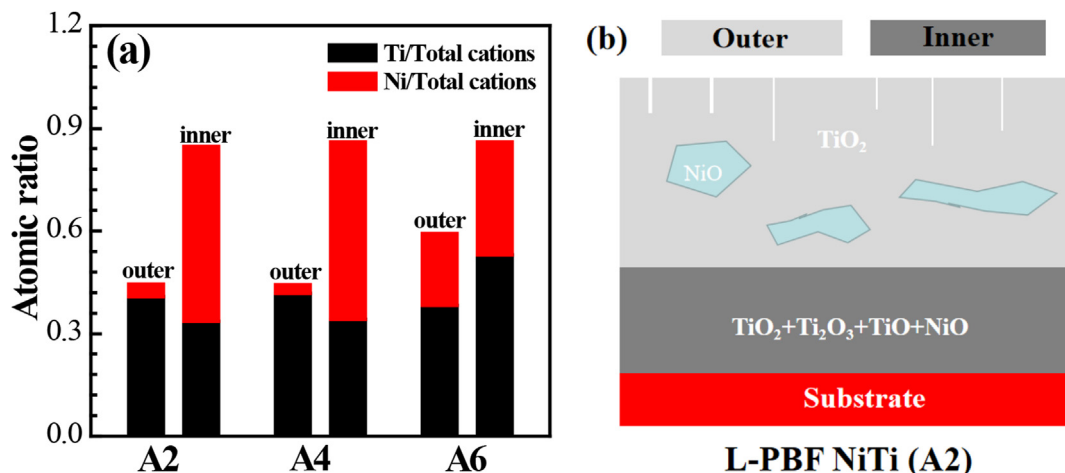 (a)
Ti/Total cations
Ni/Total cations
Atomic ratio
1.2
0.9
0.6
0.3
0.0
outer
inner
outer
inner
outer
inner
A2
A4
A6
(b)
Outer
Inner
TiO₂
NiO
TiO₂+Ti₂O₃+TiO+NiO
Substrate
L-PBF NiTi (A2)